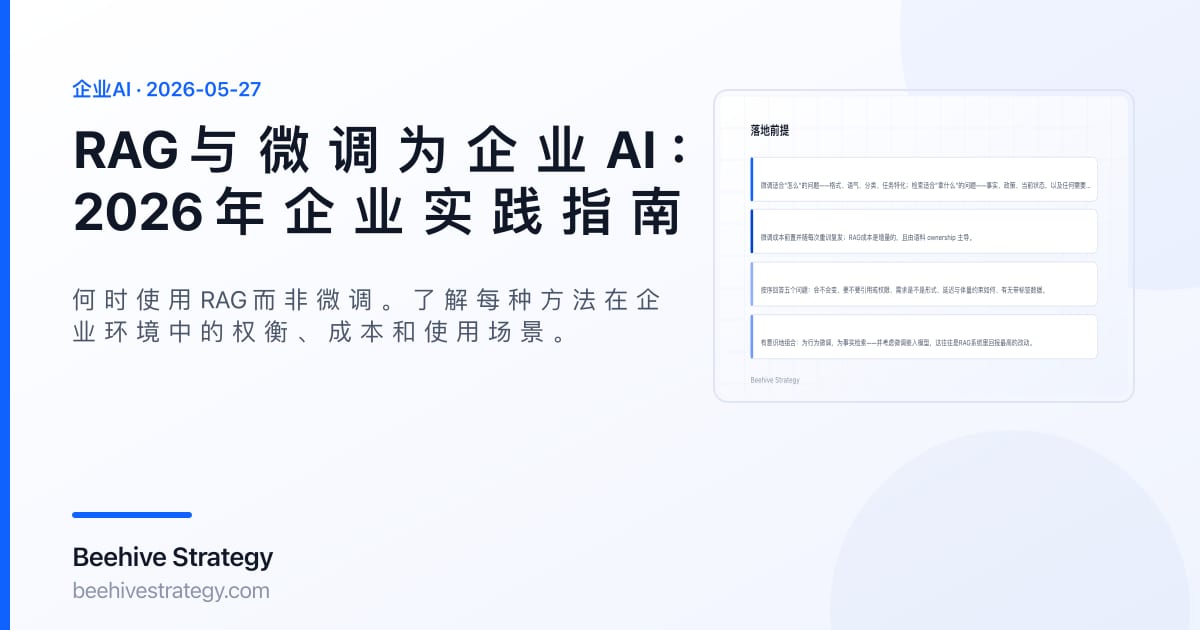 企业AI · 2026-05-27
RAG与微调为企业AI：
2026年企业实践指南
何时使用RAG而非微调。了解每种方法在企
业环境中的权衡、成本和使用场景。
Beehive Strategy
beehivestrategy.com
落地前提
微调适合“怎么”的问题——格式、语气、分类、任务特化；检索适合“拿什么”的问题——事实、政策、当前状态、以及任何需要…
微调成本前置并随每次重训复发；RAG成本是增量的、且由语料 ownership 主导。
按序回答五个问题：会不会变、要不要引用或权限、需求是不是形式、延迟与体量约束如何、有无带标签数据。
有意识地组合：为行为微调、为事实检索——并考虑微调嵌入模型，这往往是RAG系统里回报最高的改动。
Beehive Strategy